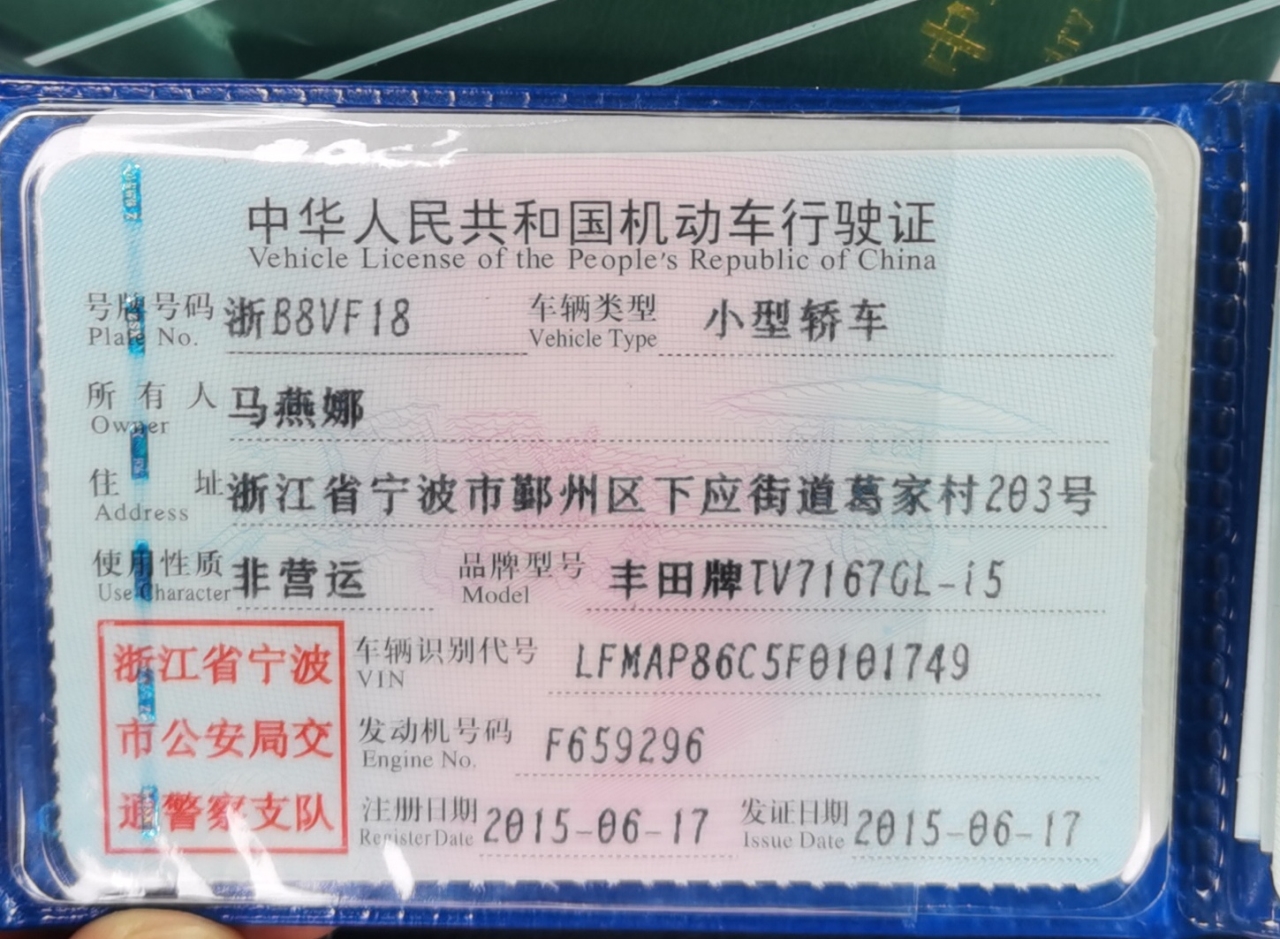 中华人民共和国机动车行驶证
Vehicle License of the People's Republic of China
号牌号码 浙B8VF18 车辆类型 小型轿车
Plate No. Vehicle Type
所有人 马燕娜
Owner
住址 浙江省宁波市鄞州区下应街道葛家村203号
Address
使用性质 非营运 品牌型号 丰田牌TV7167GL-i5
Use Character Model
浙江省宁波
市公安局交
通警察支队
车辆识别代号 LFMAP86C5F0101749
VIN
发动机号码 F659296
Engine No.
注册日期 2015-06-17 发证日期 2015-06-17
Register Date Issue Date